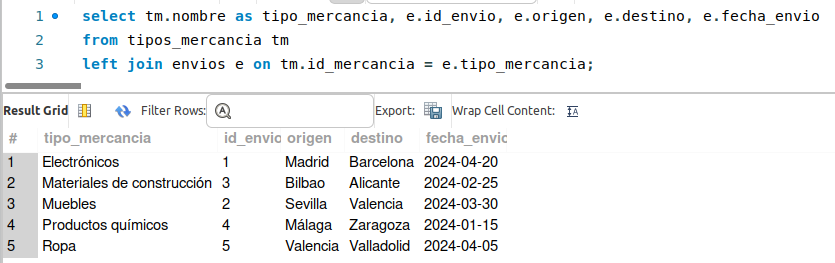 1 select tm.nombre as tipo_mercancia, e.id_envio, e.origen, e.destino, e.fecha_envio
2 from tipos_mercancia tm
3 left join envios e on tm.id_mercancia = e.tipo_mercancia;
Result Grid Filter Rows: Export: Wrap Cell Content:
# tipo_mercancia id_envio origen destino fecha_envio
1 Electrónicos 1 Madrid Barcelona 2024-04-20
2 Materiales de construcción 3 Bilbao Alicante 2024-02-25
3 Muebles 2 Sevilla Valencia 2024-03-30
4 Productos químicos 4 Málaga Zaragoza 2024-01-15
5 Ropa 5 Valencia Valladolid 2024-04-05